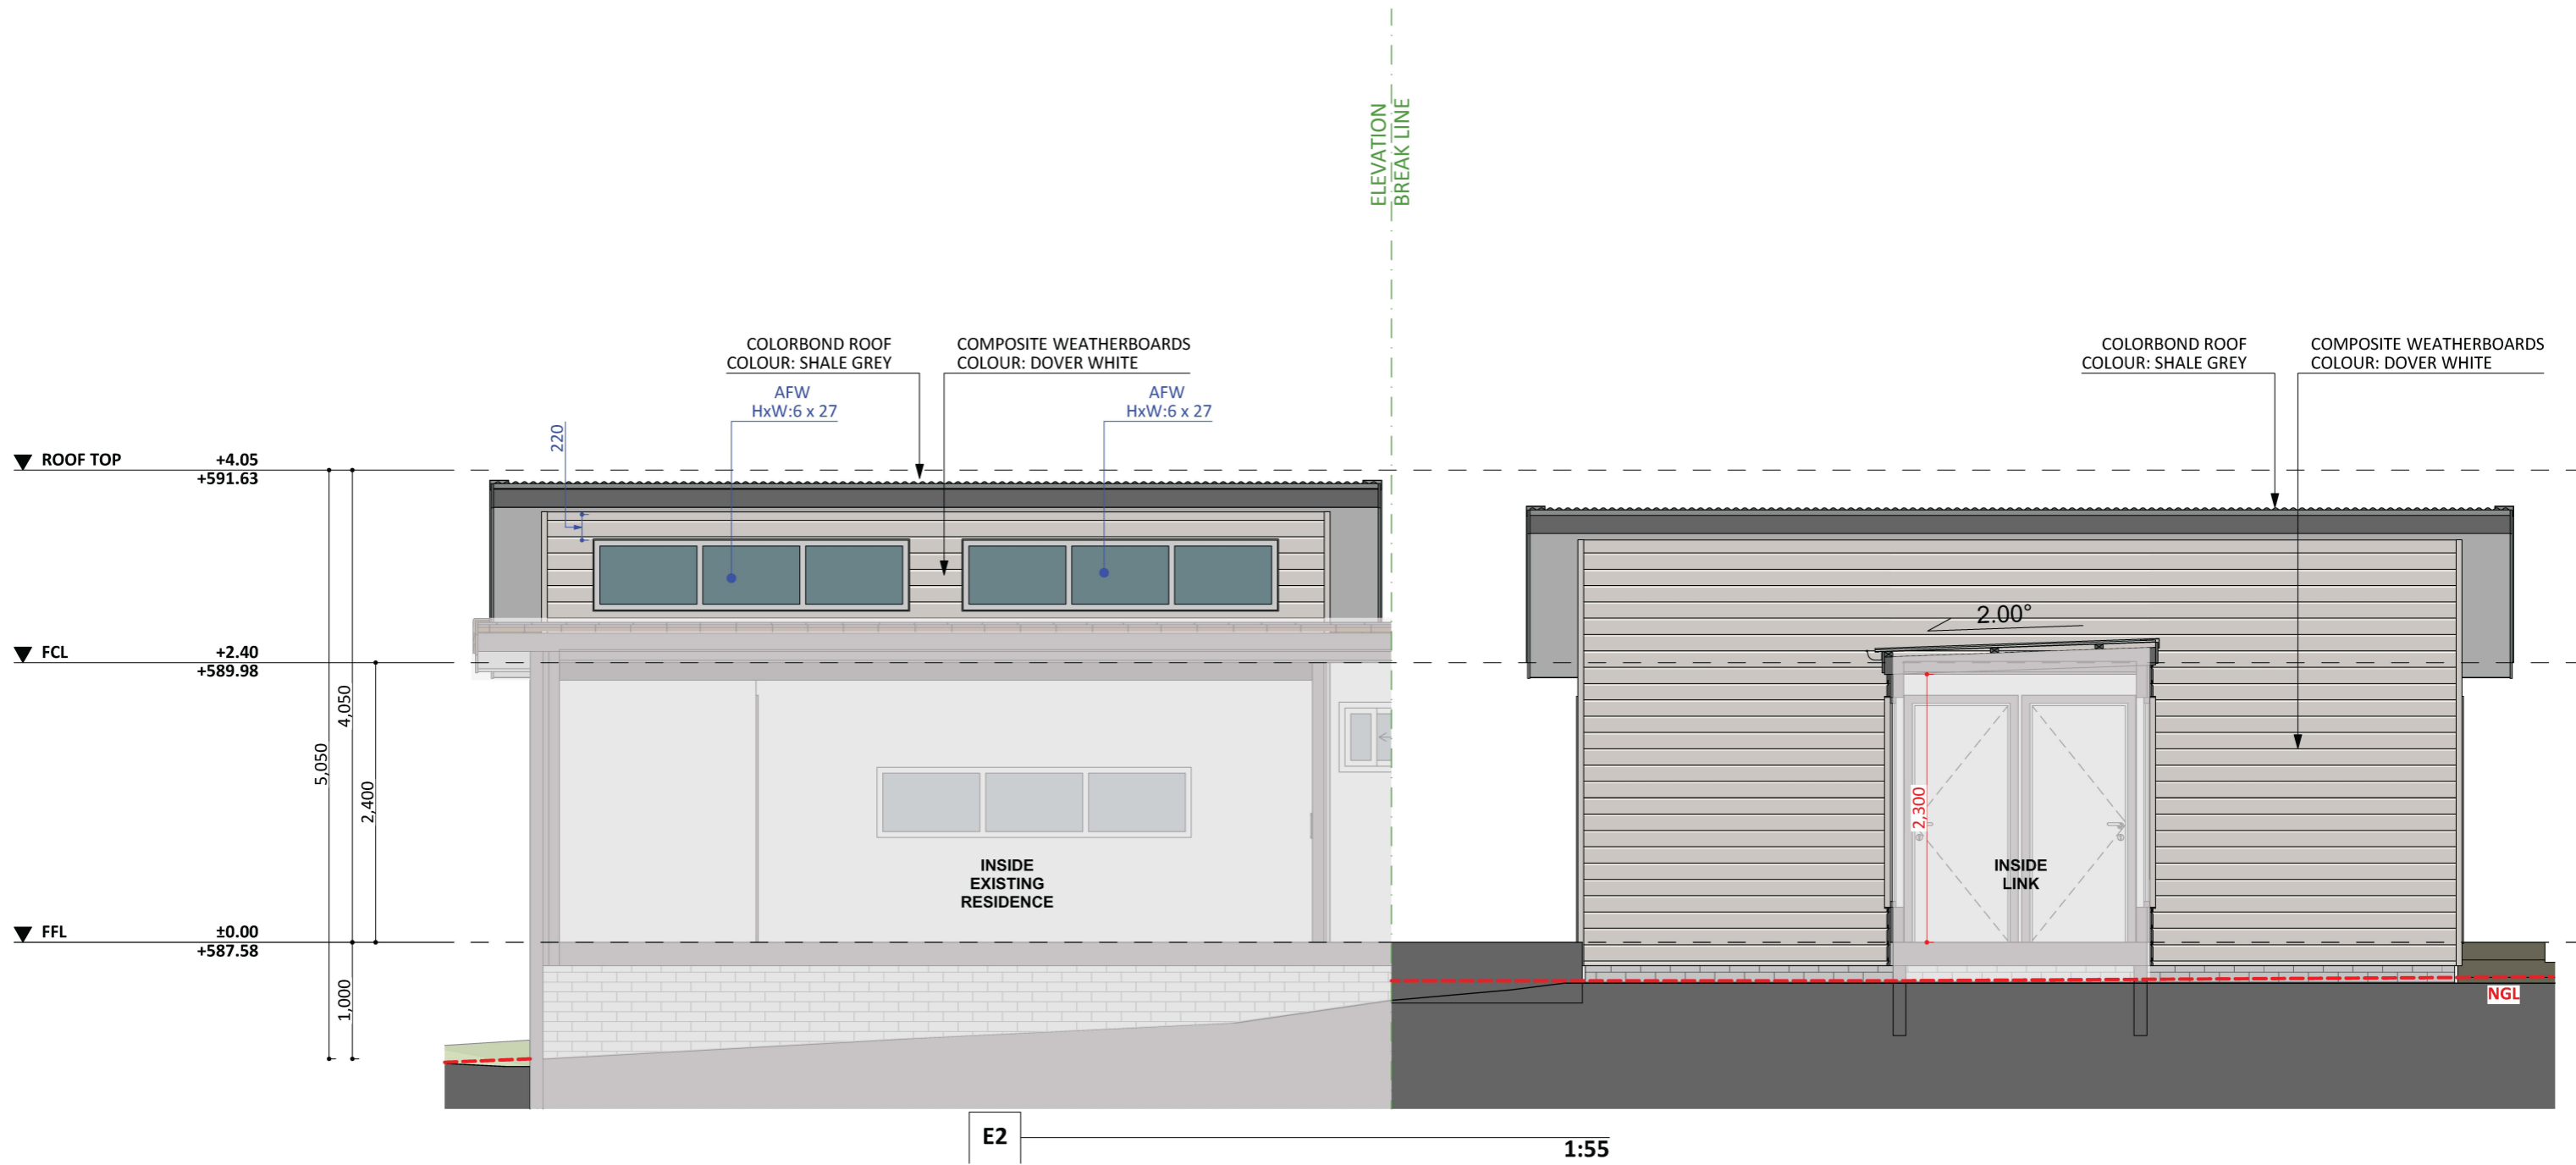 ELEVATION
BREAK LINE
COLORBOND ROOF
COLOUR: SHALE GREY
COMPOSITE WEATHERBOARDS
COLOUR: DOVER WHITE
COLORBOND ROOF
COLOUR: SHALE GREY
COMPOSITE WEATHERBOARDS
COLOUR: DOVER WHITE
AFW
HxW:6 x 27
AFW
HxW:6 x 27
220
ROOF TOP +4.05
+591.63
2.00°
FCL +2.40
+589.98
4,050
5,050
2,400
2,300
INSIDE
EXISTING
RESIDENCE
INSIDE
LINK
FFL ±0.00
+587.58
1,000
NGL
E2
1:55